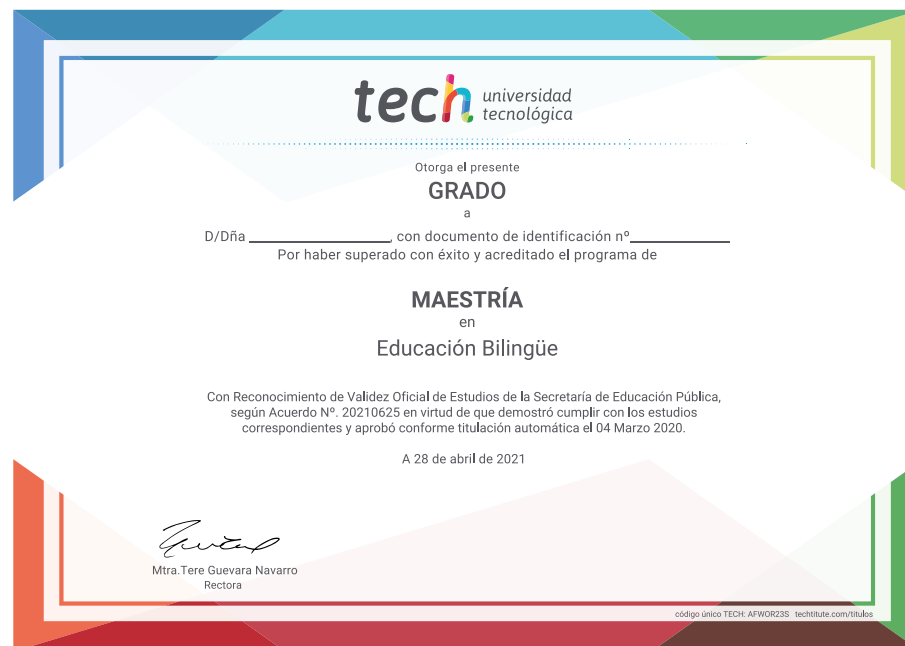 tech universidad
tecnológica
Otorga el presente
GRADO
a
D/Dña ____________________, con documento de identificación nº______________
Por haber superado con éxito y acreditado el programa de
MAESTRÍA
en
Educación Bilingüe
Con Reconocimiento de Validez Oficial de Estudios de la Secretaría de Educación Pública,
según Acuerdo Nº. 20210625 en virtud de que demostró cumplir con los estudios
correspondientes y aprobó conforme titulación automática el 04 Marzo 2020.
A 28 de abril de 2021
Mtra.Tere Guevara Navarro
Rectora
código único TECH: AFWOR23S techtitute.com/titulos